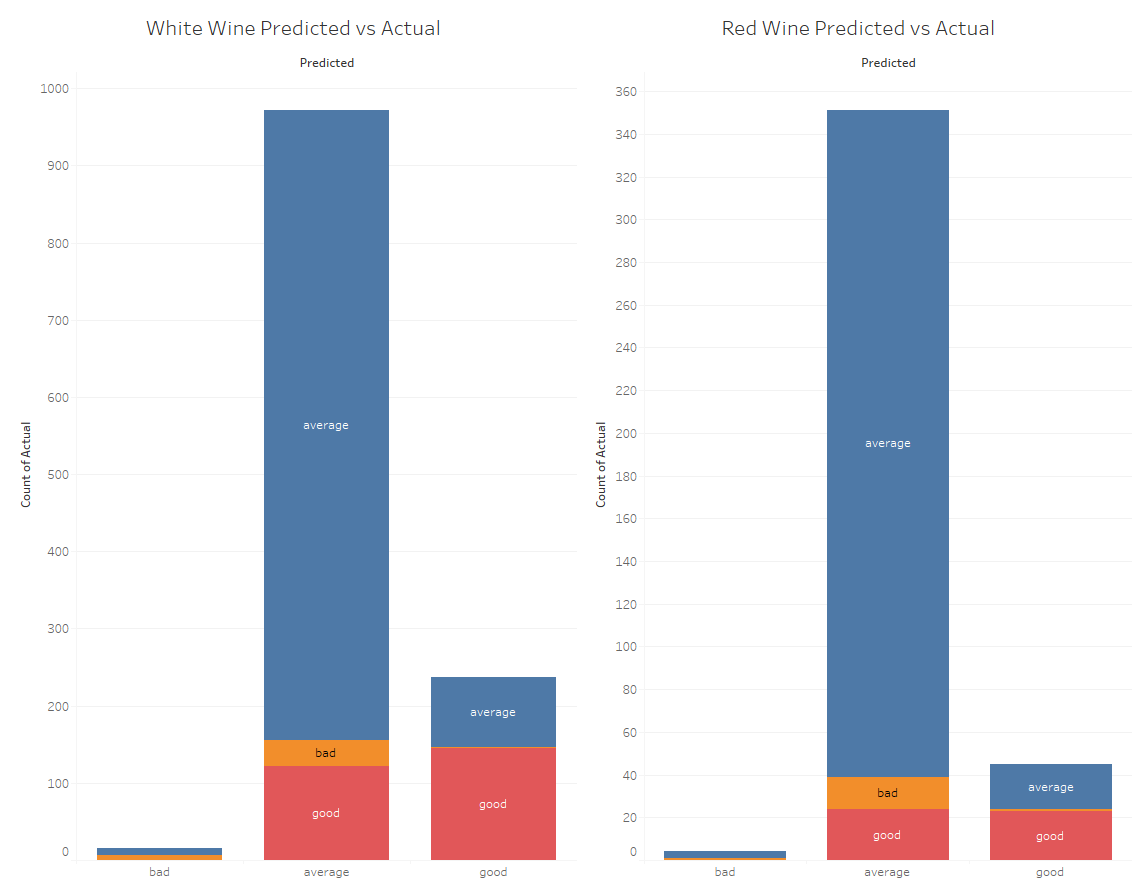 White Wine Predicted vs Actual
Predicted
Count of Actual
1000
900
800
700
600
500
400
300
200
100
0
average
bad
good
average
good
bad
average
good
Red Wine Predicted vs Actual
Predicted
Count of Actual
360
340
320
300
280
260
240
220
200
180
160
140
120
100
80
60
40
20
0
average
bad
good
average
good
bad
average
good